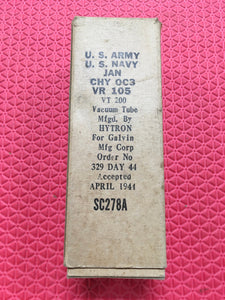 U. S. ARMY
U. S. NAVY
JAN
CHY OC3
VR 105
VT 200
Vacuum Tube
Mfgd. By
HYTRON
For Galvin
Mfg Corp
Order No
329 DAY 44
Accepted
APRIL 1944
SC278A